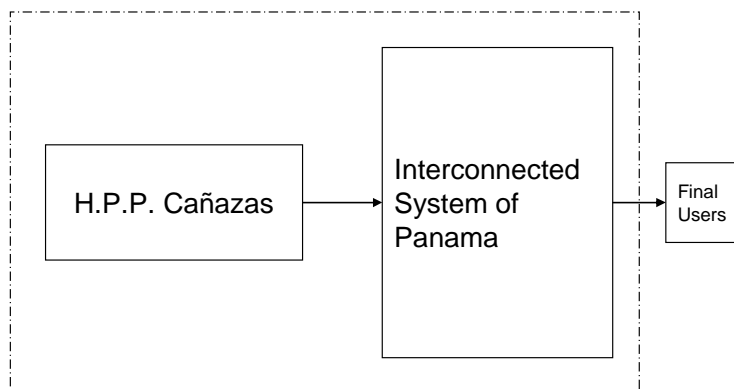 H.P.P. Cañazas
Interconnected
System of
Panama
Final
Users